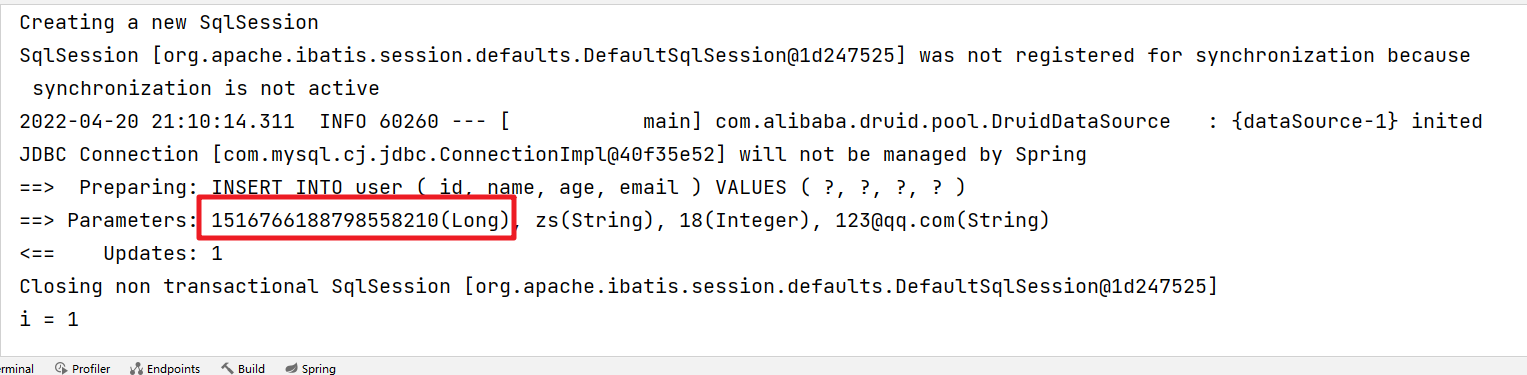 Creating a new SqlSession
SqlSession [org.apache.ibatis.session.defaults.DefaultSqlSession@1d247525] was not registered for synchronization because
synchronization is not active
2022-04-20 21:10:14.311  INFO 60260 --- [           main] com.alibaba.druid.pool.DruidDataSource   : {dataSource-1} inited
JDBC Connection [com.mysql.cj.jdbc.ConnectionImpl@40f35e52] will not be managed by Spring
==>  Preparing: INSERT INTO user ( id, name, age, email ) VALUES ( ?, ?, ?, ? )
==> Parameters: 1516766188798558210(Long), zs(String), 18(Integer), 123@qq.com(String)
<==    Updates: 1
Closing non transactional SqlSession [org.apache.ibatis.session.defaults.DefaultSqlSession@1d247525]
i = 1
erminal Profiler Endpoints Build Spring